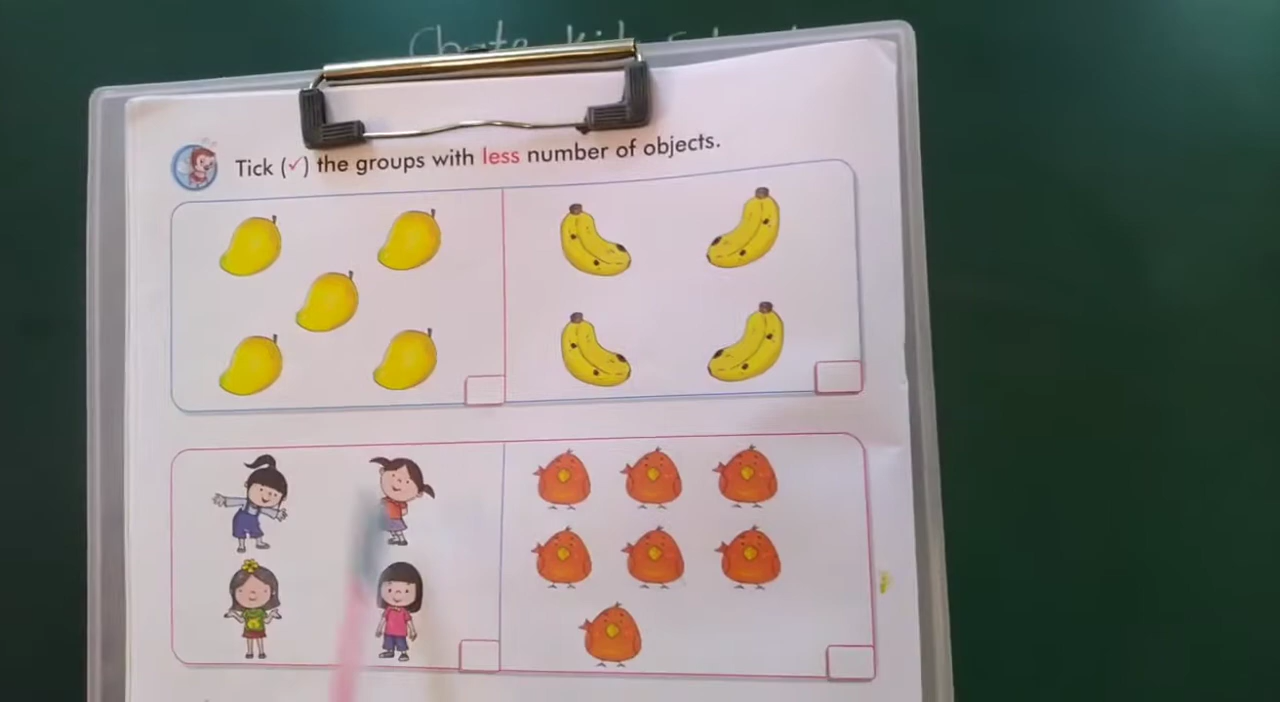 Tick (✓) the groups with less number of objects.